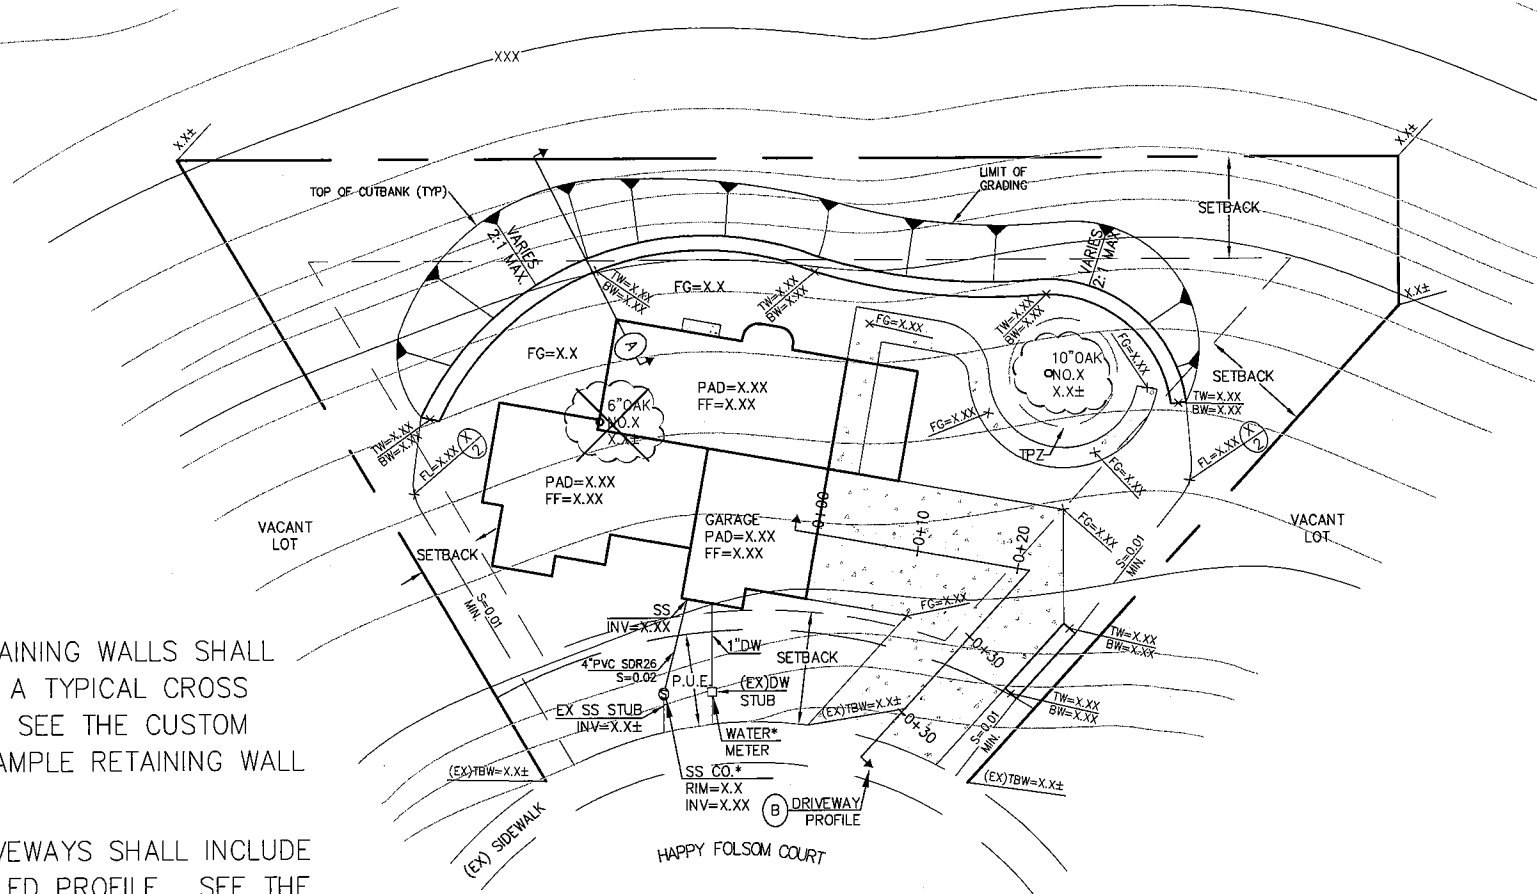 XXX
X.X±
X.X±
TOP OF CUTBANK (TYP)
LIMIT OF
GRADING
SETBACK
VARIES
2:1 MAX.
VARIES
2:1 MAX
TW=X.XX
BW=X.XX
FG=X.X
TW=X.XX
BW=X.XX
TW=X.XX
BW=X.XX
X.X±
FG=X.XX
FG=X.XX
FG=X.X
A
10"OAK
NO.X
X.X±
PAD=X.XX
FF=X.XX
SETBACK
6"OAK
NO.X
X.X±
TW=X.XX
BW=X.XX
FG=X.XX
TW=X.XX
BW=X.XX
FL=X.XX
X
2
TPZ
FG=X.XX
FL=X.XX
X
2
PAD=X.XX
FF=X.XX
VACANT
LOT
GARAGE
PAD=X.XX
FF=X.XX
0+00
0+10
0+20
FG=X.XX
VACANT
LOT
SETBACK
S=0.01
MIN.
S=0.01
MIN.
FG=X.XX
SS
INV=X.XX
1"DW
SETBACK
0+30
TW=X.XX
BW=X.XX
AINING WALLS SHALL
4"PVC SDR26
S=0.02
P.U.E.
(EX)DW
STUB
A TYPICAL CROSS
EX SS STUB
INV=X.X±
(EX)TBW=X.X±
0+30
S=0.01
MIN.
TW=X.XX
BW=X.XX
SEE THE CUSTOM
WATER*
METER
AMPLE RETAINING WALL
(EX)TBW=X.X±
SS CO.*
RIM=X.X
INV=X.XX
B
DRIVEWAY
PROFILE
(EX)TBW=X.X±
(EX) SIDEWALK
HAPPY FOLSOM COURT
VEWAYS SHALL INCLUDE
LED PROFILE SEE THE